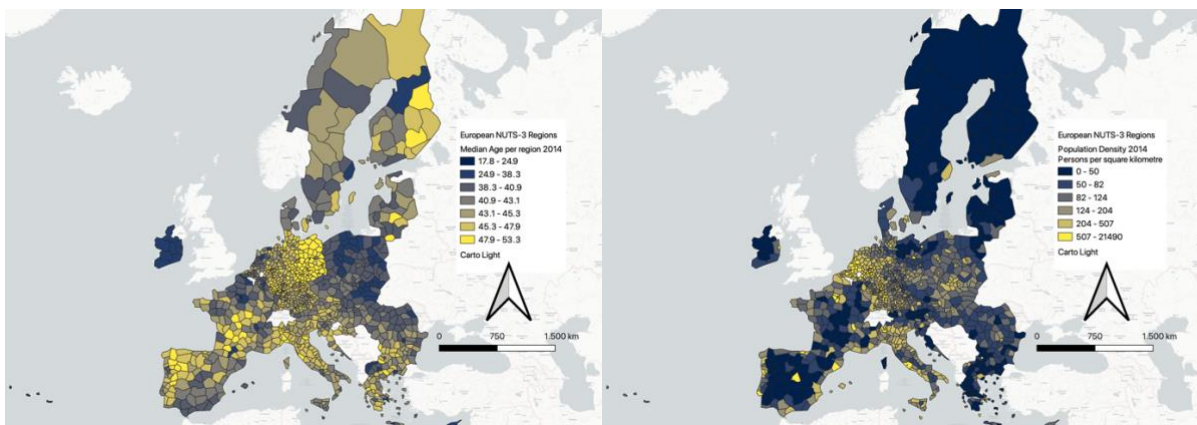 European NUTS-3 Regions
Median Age per region 2014
17.8 - 24.9
24.9 - 38.3
38.3 - 40.9
40.9 - 43.1
43.1 - 45.3
45.3 - 47.9
47.9 - 53.3
Carto Light
0 750 1.500 km
European NUTS-3 Regions
Population Density 2014
Persons per square kilometre
0 - 50
50 - 82
82 - 124
124 - 204
204 - 507
507 - 21490
Carto Light
0 750 1.500 km